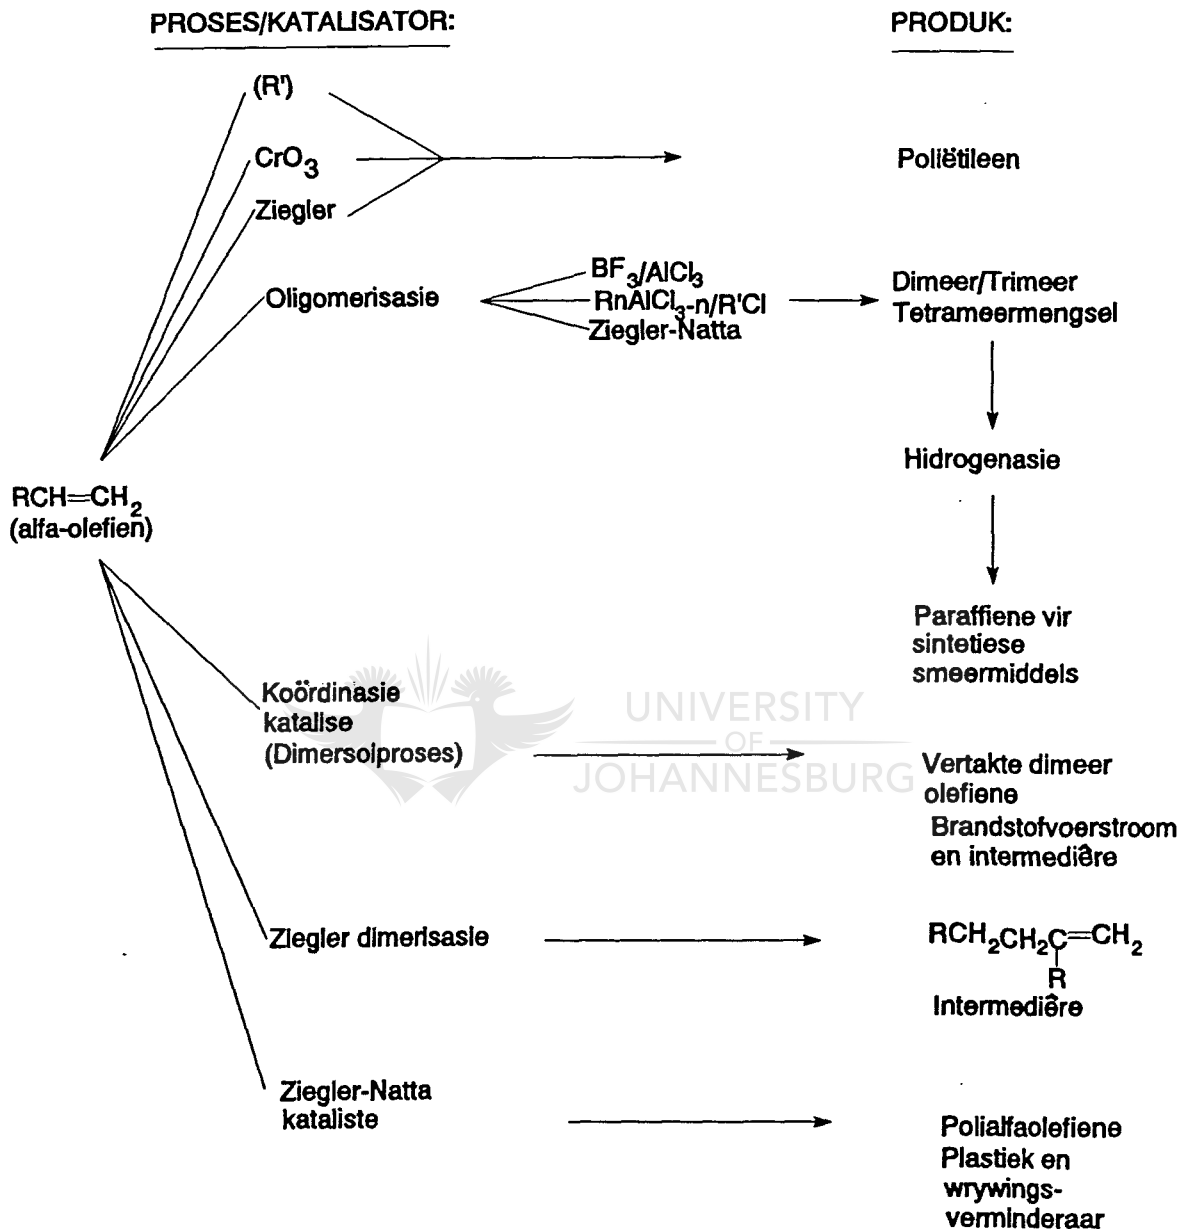 PROSES/KATALISATOR:
PRODUK:
(R')
CrO3
Poliëtileen
Ziegler
Oligomerisasie
BF3/AlCl3
RnAlCl3-n/R'Cl
Ziegler-Natta
Dimeer/Trimeer
Tetrameermengsel
Hidrogenasie
RCH=CH2
(alfa-olefien)
Paraffiene vir
sintetiese
smeermiddels
Koördinasie
katalise
(Dimersolproses)
UNIVERSITY
OF
JOHANNESBURG
Vertakte dimeer
olefiene
Brandstofvoerstroom
en intermediêre
Ziegler dimerisasie
RCH2CH2C=CH2
R
Intermediêre
Ziegler-Natta
kataliste
Polialfaolefiene
Plastiek en
wrywings-
verminderaar